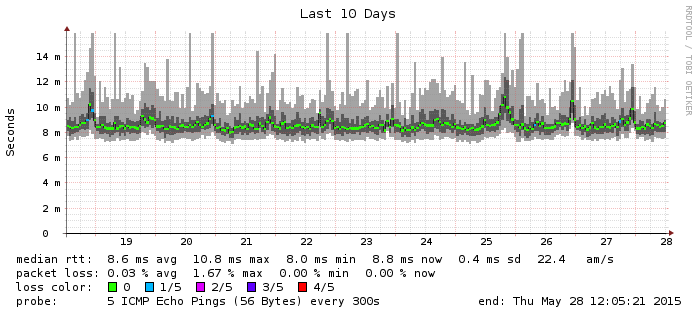 Last 10 Days
RRDTOOL / TOBI OETIKER
Seconds
14 m
12 m
10 m
8 m
6 m
4 m
2 m
0
19 20 21 22 23 24 25 26 27 28
median rtt: 8.6 ms avg 10.8 ms max 8.0 ms min 8.8 ms now 0.4 ms sd 22.4 am/s
packet loss: 0.03 % avg 1.67 % max 0.00 % min 0.00 % now
loss color: 0 1/5 2/5 3/5 4/5
probe: 5 ICMP Echo Pings (56 Bytes) every 300s end: Thu May 28 12:05:21 2015